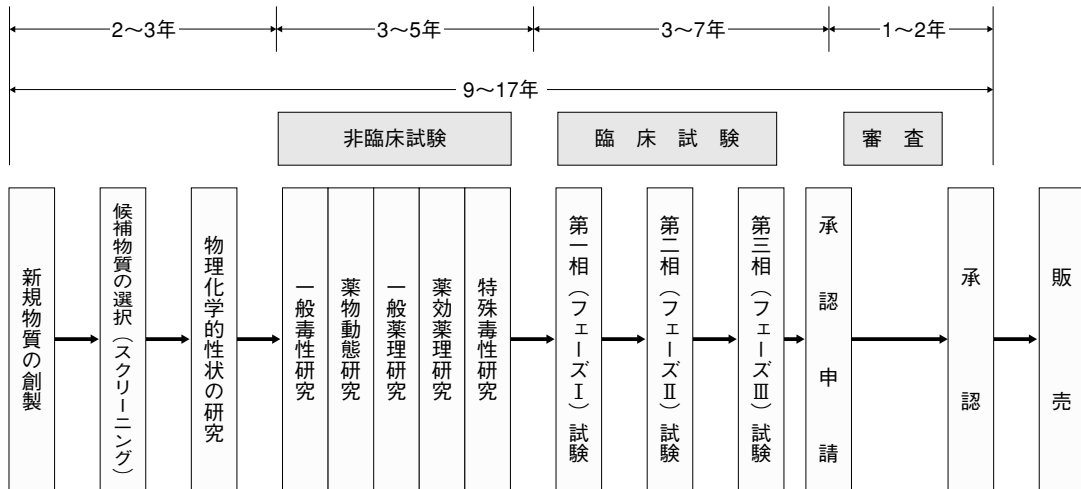 2～3年
3～5年
3～7年
1～2年
9～17年
非臨床試験
臨床試験
審査
新規物質の創製
候補物質の選択（スクリーニング）
物理化学的性状の研究
一般毒性研究
薬物動態研究
一般薬理研究
薬効薬理研究
特殊毒性研究
第一相（フェーズⅠ）試験
第二相（フェーズⅡ）試験
第三相（フェーズⅢ）試験
承認申請
承認
販売